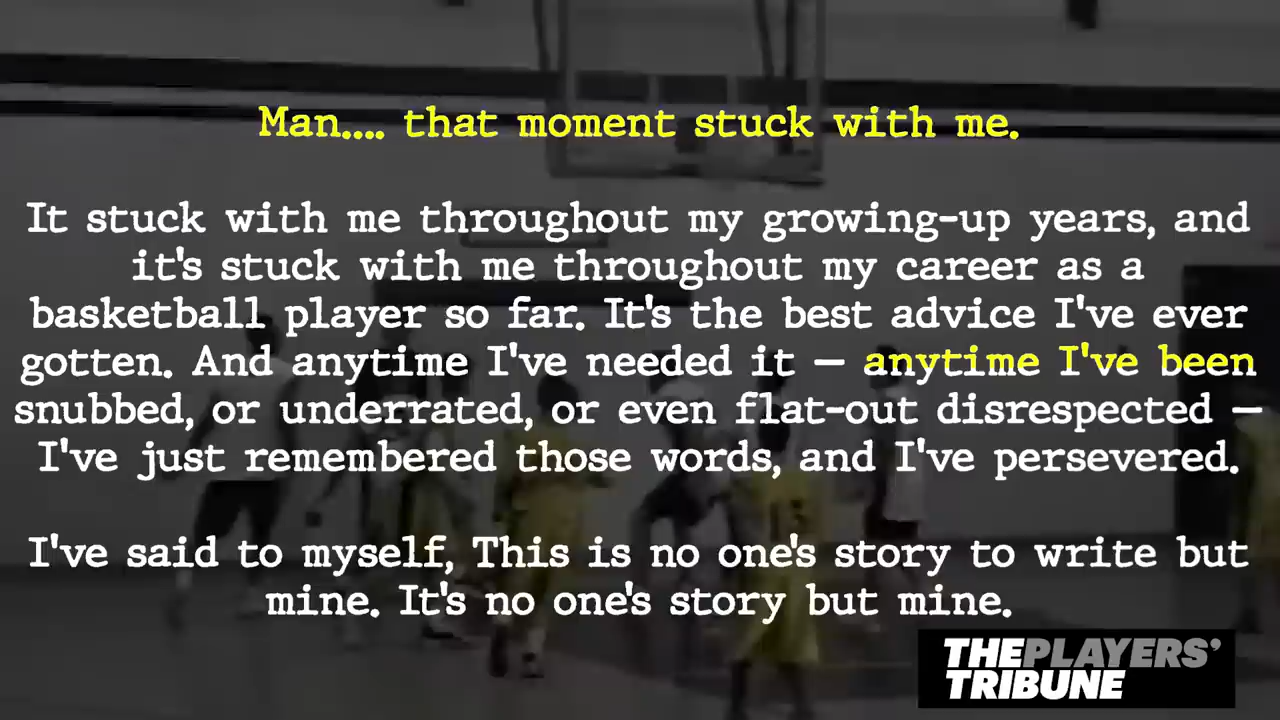 Man.... that moment stuck with me.
It stuck with me throughout my growing-up years, and
it's stuck with me throughout my career as a
basketball player so far. It's the best advice I've ever
gotten. And anytime I've needed it — anytime I've been
snubbed, or underrated, or even flat-out disrespected —
I've just remembered those words, and I've persevered.
I've said to myself, This is no one's story to write but
mine. It's no one's story but mine.
THEPLAYERS'
TRIBUNE